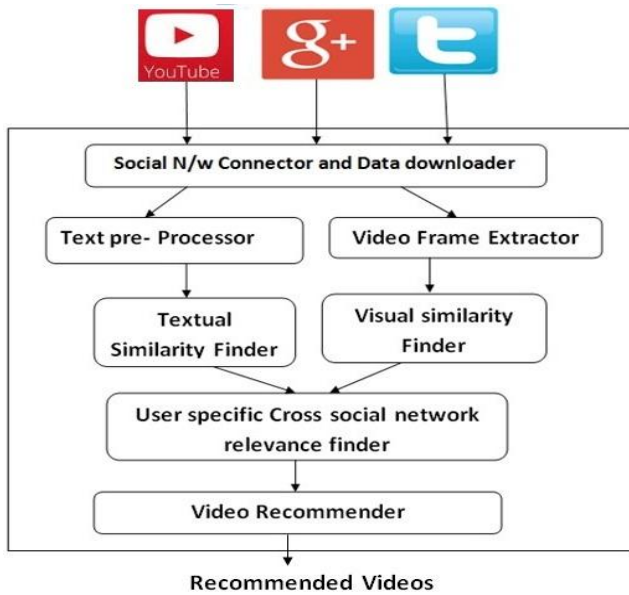 YouTube
g+
Social N/w Connector and Data downloader
Text pre- Processor
Video Frame Extractor
Textual
Similarity Finder
Visual similarity
Finder
User specific Cross social network
relevance finder
Video Recommender
Recommended Videos